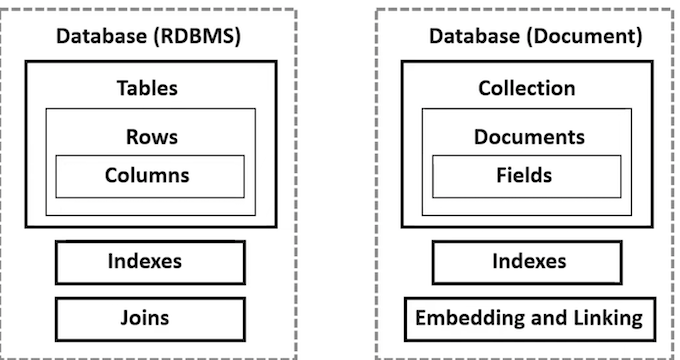 Database (RDBMS)
Tables
Rows
Columns
Indexes
Joins
Database (Document)
Collection
Documents
Fields
Indexes
Embedding and Linking